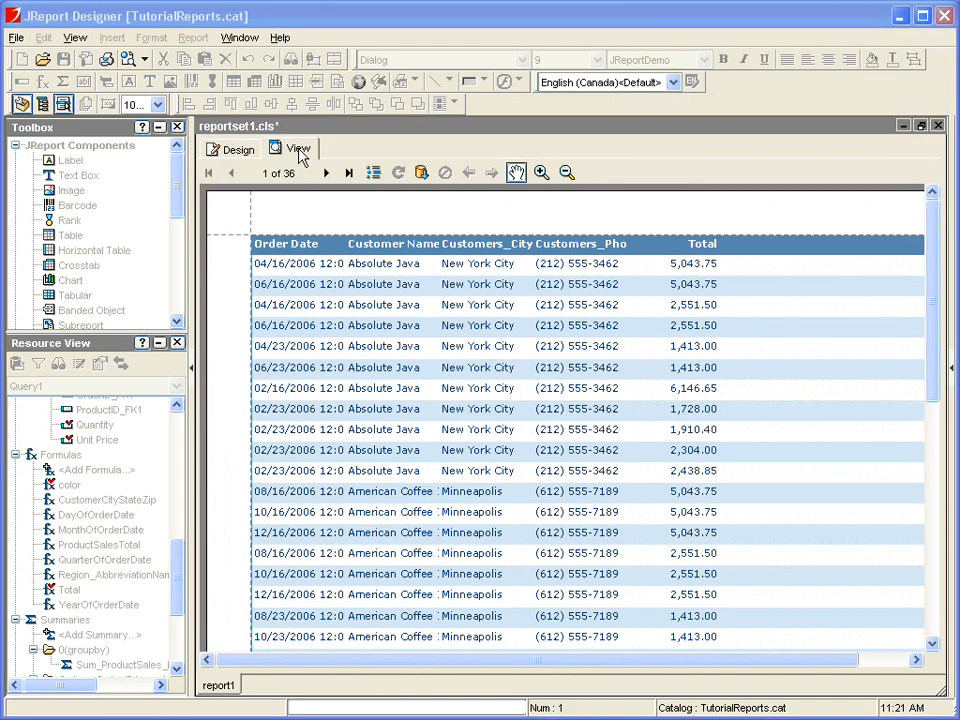 JReport Designer [TutorialReports.cat]
File Edit View Insert Format Report Window Help
Dialog 9 JReportDemo B I U
English (Canada)<Default>
10...
Toolbox
JReport Components
Label
Text Box
Image
Barcode
Rank
Table
Horizontal Table
Crosstab
Chart
Tabular
Banded Object
Subreport
Resource View
Query1
ProductID_FK1
Quantity
Unit Price
Formulas
<Add Formula...>
color
CustomerCityStateZip
DayOfOrderDate
MonthOfOrderDate
ProductSalesTotal
QuarterOfOrderDate
Region_AbbreviationNam
Total
YearOfOrderDate
Summaries
<Add Summary...>
0(groupby)
Sum_ProductSales_
reportset1.cls*
Design View
1 of 36
Order Date Customer Name Customers_City Customers_Pho Total
04/16/2006 12:0 Absolute Java New York City (212) 555-3462 5,043.75
06/16/2006 12:0 Absolute Java New York City (212) 555-3462 5,043.75
04/16/2006 12:0 Absolute Java New York City (212) 555-3462 2,551.50
06/16/2006 12:0 Absolute Java New York City (212) 555-3462 2,551.50
04/23/2006 12:0 Absolute Java New York City (212) 555-3462 1,413.00
06/23/2006 12:0 Absolute Java New York City (212) 555-3462 1,413.00
02/16/2006 12:0 Absolute Java New York City (212) 555-3462 6,146.65
02/23/2006 12:0 Absolute Java New York City (212) 555-3462 1,728.00
02/23/2006 12:0 Absolute Java New York City (212) 555-3462 1,910.40
02/23/2006 12:0 Absolute Java New York City (212) 555-3462 2,304.00
02/23/2006 12:0 Absolute Java New York City (212) 555-3462 2,438.85
08/16/2006 12:0 American Coffee Minneapolis (612) 555-7189 5,043.75
10/16/2006 12:0 American Coffee Minneapolis (612) 555-7189 5,043.75
12/16/2006 12:0 American Coffee Minneapolis (612) 555-7189 5,043.75
08/16/2006 12:0 American Coffee Minneapolis (612) 555-7189 2,551.50
10/16/2006 12:0 American Coffee Minneapolis (612) 555-7189 2,551.50
12/16/2006 12:0 American Coffee Minneapolis (612) 555-7189 2,551.50
08/23/2006 12:0 American Coffee Minneapolis (612) 555-7189 1,413.00
10/23/2006 12:0 American Coffee Minneapolis (612) 555-7189 1,413.00
report1
Num : 1 Catalog : TutorialReports.cat 11:21 AM